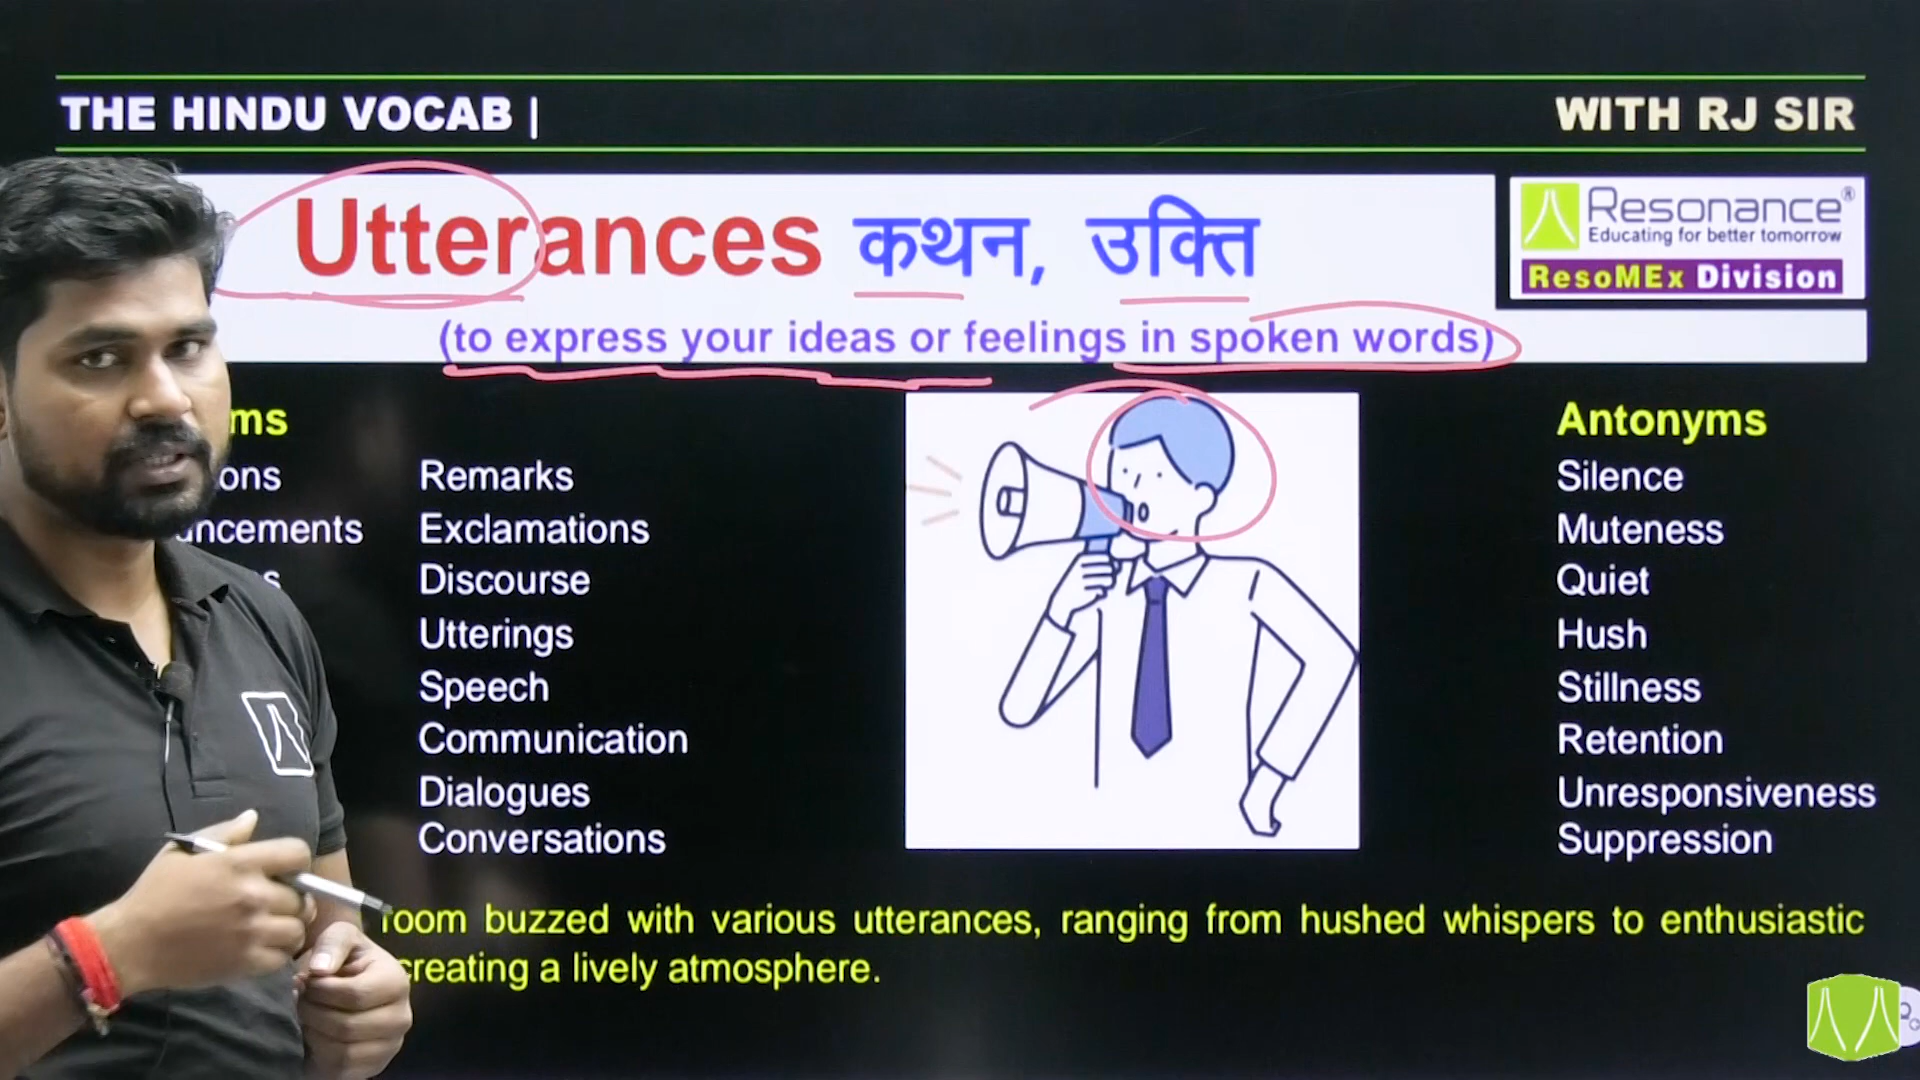 THE HINDU VOCAB |
WITH RJ SIR
Utterances कथन, उक्ति
(to express your ideas or feelings in spoken words)
Resonance®
Educating for better tomorrow
ResoMEx Division
Remarks
Exclamations
Discourse
Utterings
Speech
Communication
Dialogues
Conversations
Antonyms
Silence
Muteness
Quiet
Hush
Stillness
Retention
Unresponsiveness
Suppression
room buzzed with various utterances, ranging from hushed whispers to enthusiastic
creating a lively atmosphere.